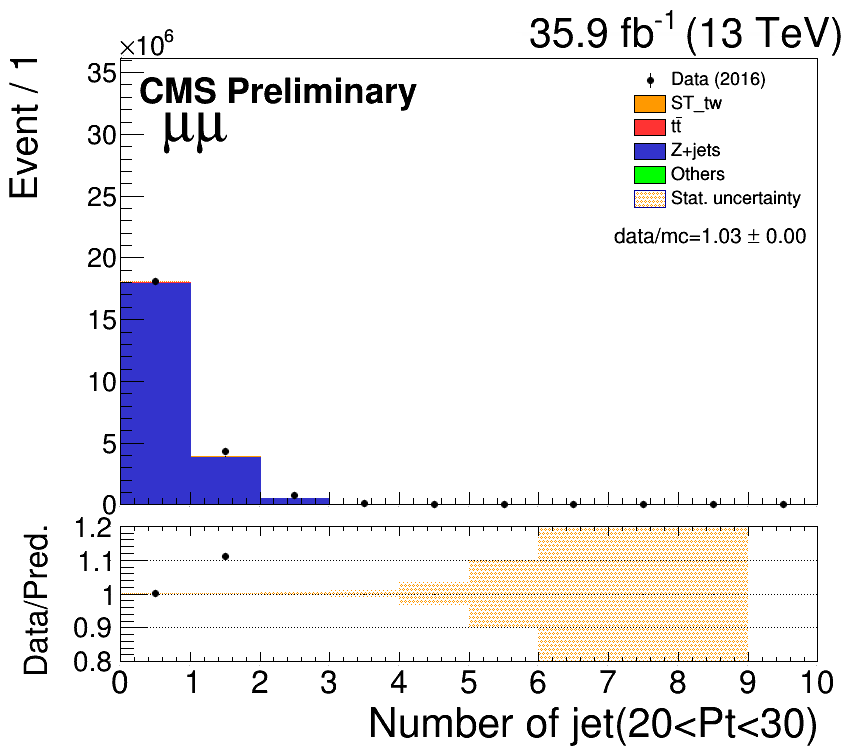 35.9 fb⁻¹ (13 TeV)
×10⁶
Event / 1
35
30
25
20
15
10
5
0
CMS Preliminary
μμ
Data (2016)
ST_tw
tt̄
Z+jets
Others
Stat. uncertainty
data/mc=1.03 ± 0.00
Data/Pred.
1.2
1.1
1
0.9
0.8
0 1 2 3 4 5 6 7 8 9 10
Number of jet(20<Pt<30)